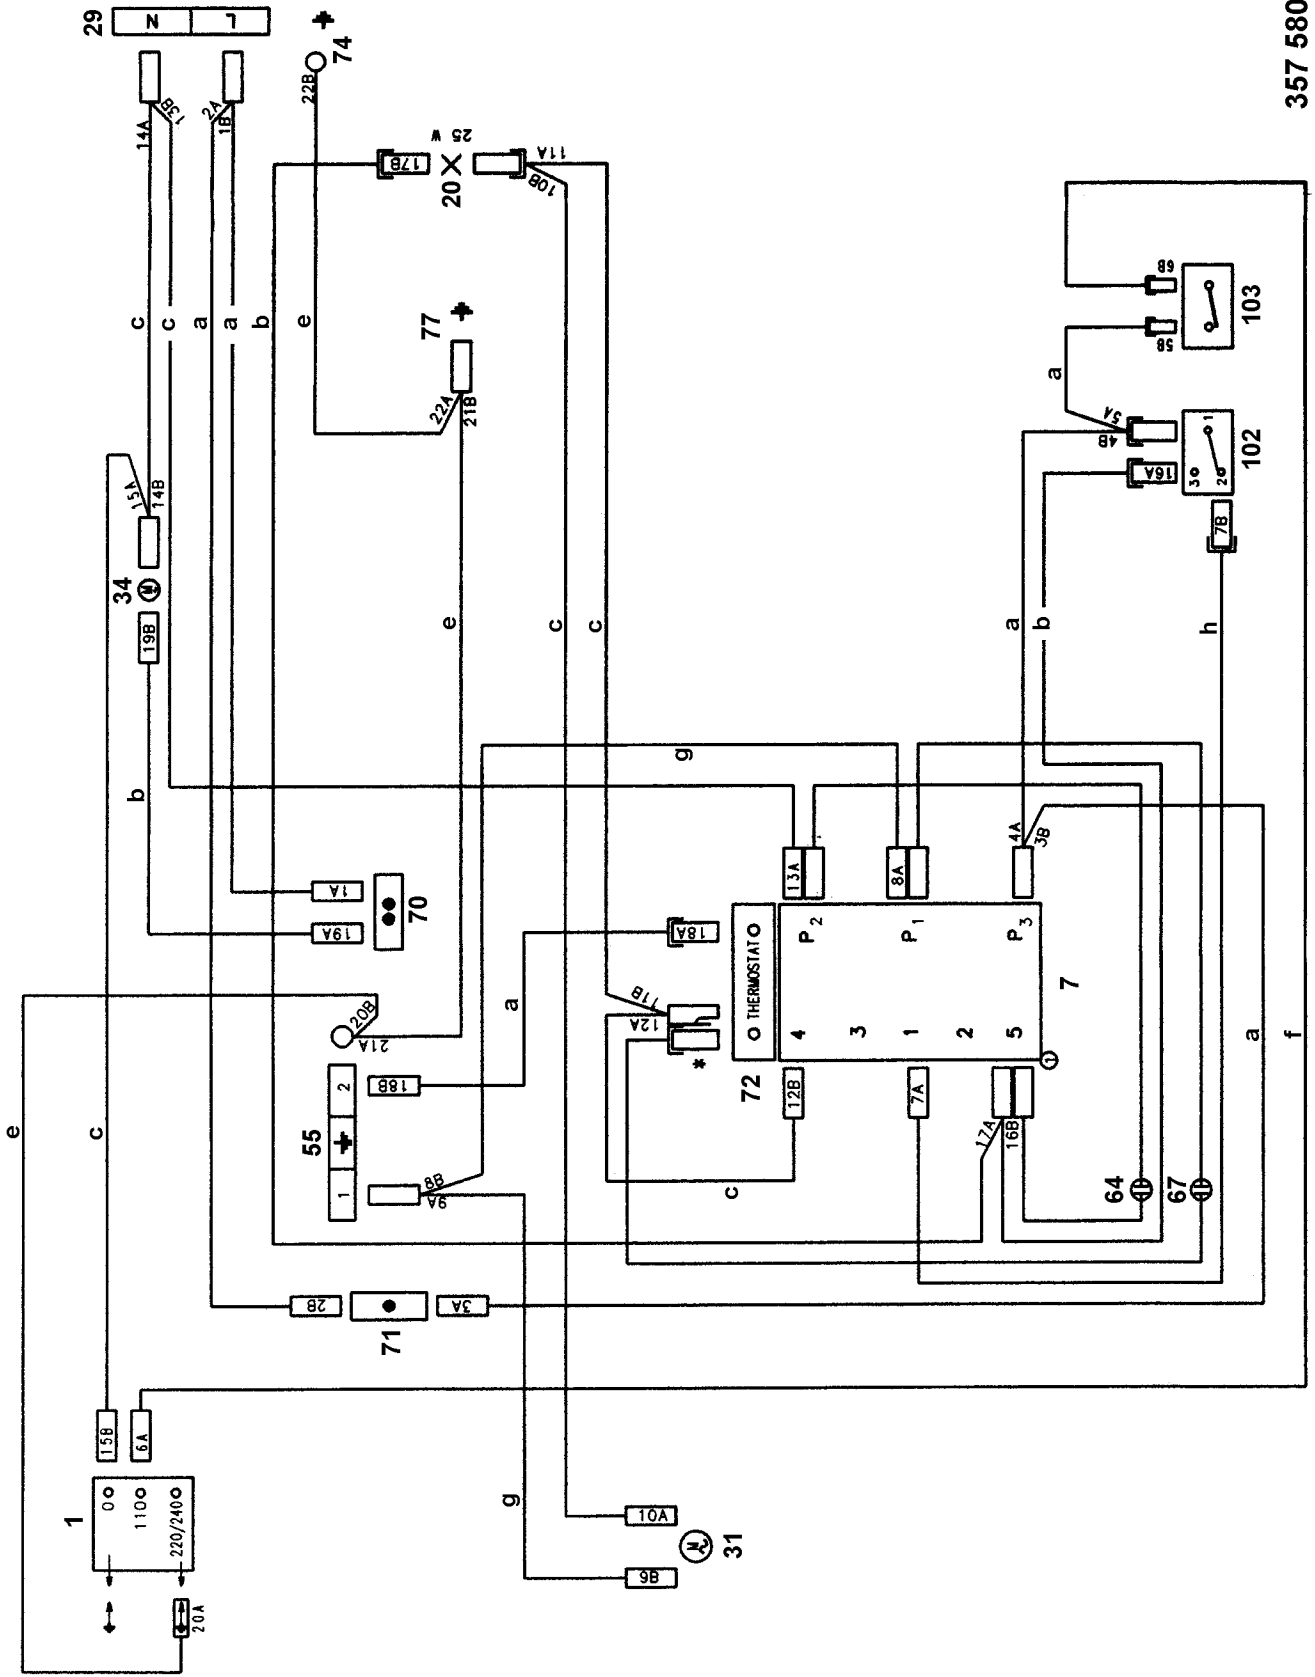 29
N
L
74
22B
14A
13B
2A
1B
357 580
17B
20
25 W
11A
10B
c
c
a
a
b
e
77
22A
21B
6B
5B
103
a
5A
4B
16A
102
3
1
2
7B
15A
14B
34
M
19B
e
c
c
a
b
h
b
g
1A
19A
70
13A
8A
4A
3B
20B
21A
a
18A
11B
12A
*
THERMOSTAT
72
P2
P1
P3
4
3
1
2
5
7
1
a
f
e
c
55
2
1
18B
8B
9A
12B
7A
17A
16B
c
64
67
2B
71
3A
15B
6A
1
0
110
220/240
20A
g
10A
9B
M
31